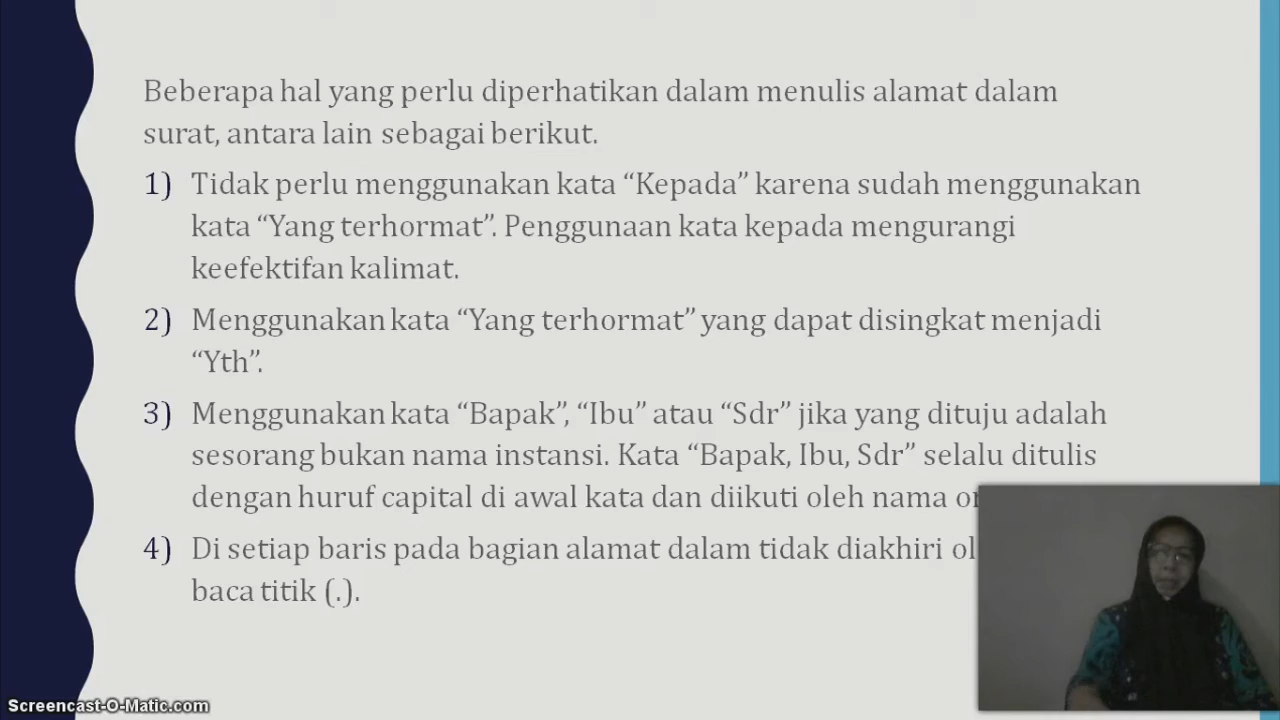 Beberapa hal yang perlu diperhatikan dalam menulis alamat dalam
surat, antara lain sebagai berikut.
1) Tidak perlu menggunakan kata “Kepada” karena sudah menggunakan
kata “Yang terhormat”. Penggunaan kata kepada mengurangi
keefektifan kalimat.
2) Menggunakan kata “Yang terhormat” yang dapat disingkat menjadi
“Yth”.
3) Menggunakan kata “Bapak”, “Ibu” atau “Sdr” jika yang dituju adalah
sesorang bukan nama instansi. Kata “Bapak, Ibu, Sdr” selalu ditulis
dengan huruf capital di awal kata dan diikuti oleh nama
4) Di setiap baris pada bagian alamat dalam tidak diakhiri
baca titik (.).
Screencast-O-Matic.com